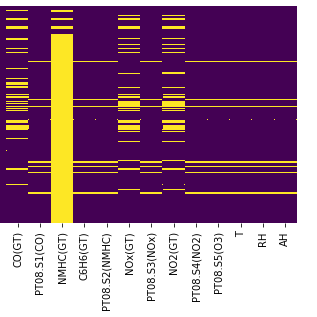 CO(GT)
PT08.S1(CO)
NMHC(GT)
C6H6(GT)
PT08.S2(NMHC)
NOx(GT)
PT08.S3(NOx)
NO2(GT)
PT08.S4(NO2)
PT08.S5(O3)
T
RH
AH